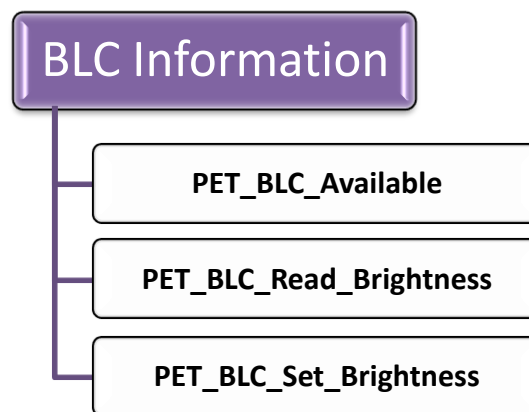 BLC Information
PET_BLC_Available
PET_BLC_Read_Brightness
PET_BLC_Set_Brightness